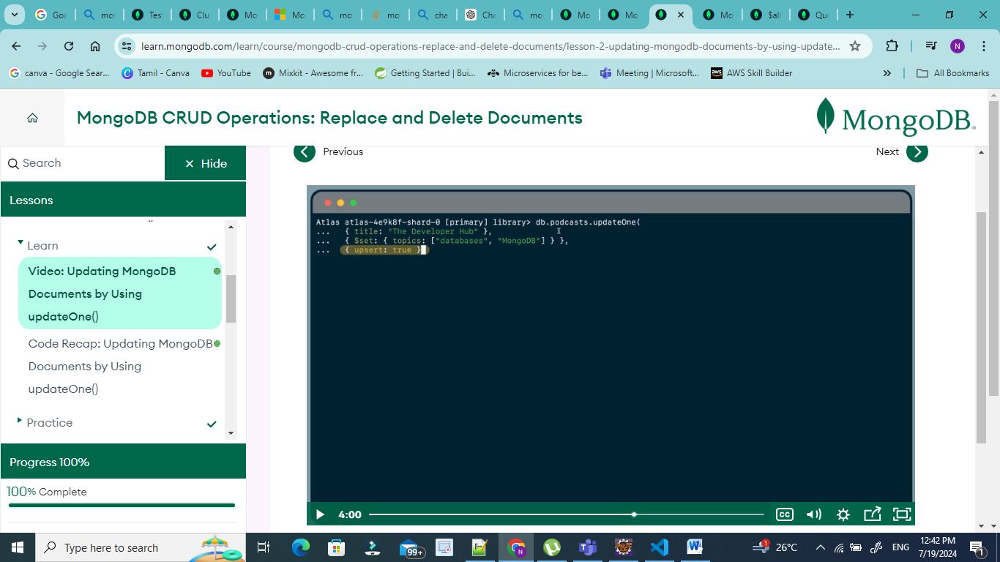 Goo
mon
Test
Clu
Mo
Mo
mo
mo
cha
Cha
mo
Mo
Mo
Mo
$all
Que
learn.mongodb.com/learn/course/mongodb-crud-operations-replace-and-delete-documents/lesson-2-updating-mongodb-documents-by-using-update...
N
canva - Google Sear...
Tamil - Canva
YouTube
Mixkit - Awesome fr...
Getting Started | Bui...
Microservices for be...
Meeting | Microsoft...
aws
AWS Skill Builder
»
All Bookmarks
MongoDB CRUD Operations: Replace and Delete Documents
MongoDB®
Search
× Hide
Previous
Next
Lessons
Learn
Video: Updating MongoDB
Documents by Using
updateOne()
Code Recap: Updating MongoDB
Documents by Using
updateOne()
Practice
Progress 100%
100% Complete
Atlas atlas-4e9k8f-shard-0 [primary] library> db.podcasts.updateOne(
... { title: "The Developer Hub" },
... { $set: { topics: ["databases", "MongoDB"] } },
... { upsert: true }
4:00
CC
Type here to search
99+
N
1
26°C
ENG
12:42 PM
7/19/2024
1